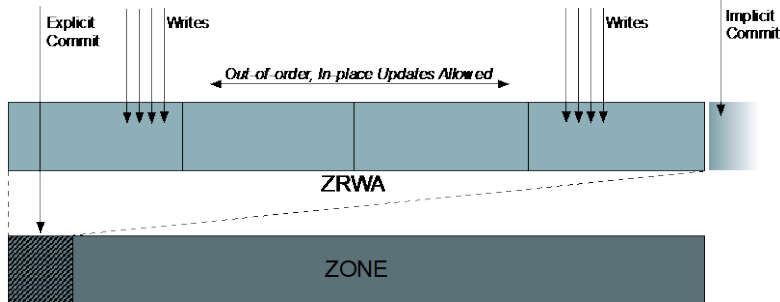 Explicit
Commit
Writes
Writes
Implicit
Commit
Out-of-order, In-place Updates Allowed
ZRWA
ZONE